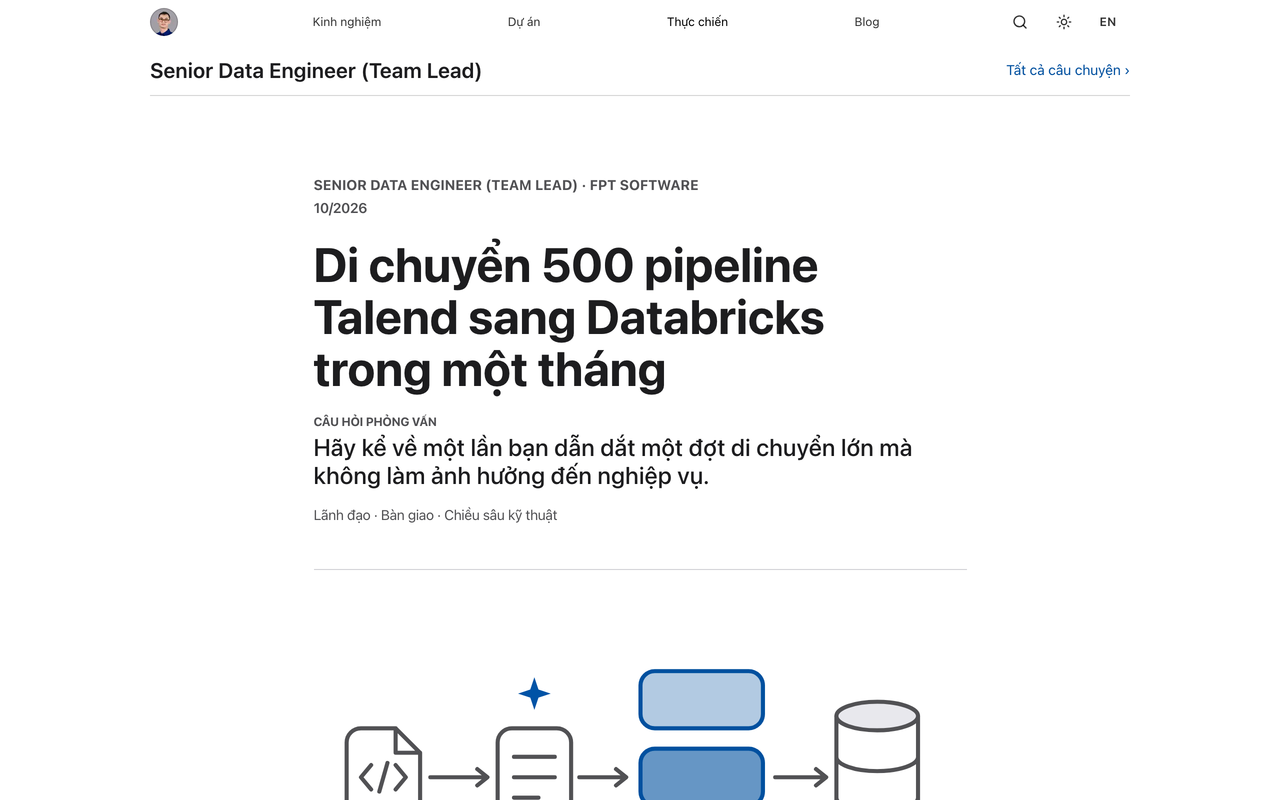 Kinh nghiệm
Dự án
Thực chiến
Blog
EN
Senior Data Engineer (Team Lead)
Tất cả câu chuyện ›
SENIOR DATA ENGINEER (TEAM LEAD) · FPT SOFTWARE
10/2026
Di chuyển 500 pipeline
Talend sang Databricks
trong một tháng
CÂU HỎI PHỎNG VẤN
Hãy kể về một lần bạn dẫn dắt một đợt di chuyển lớn mà
không làm ảnh hưởng đến nghiệp vụ.
Lãnh đạo · Bàn giao · Chiều sâu kỹ thuật